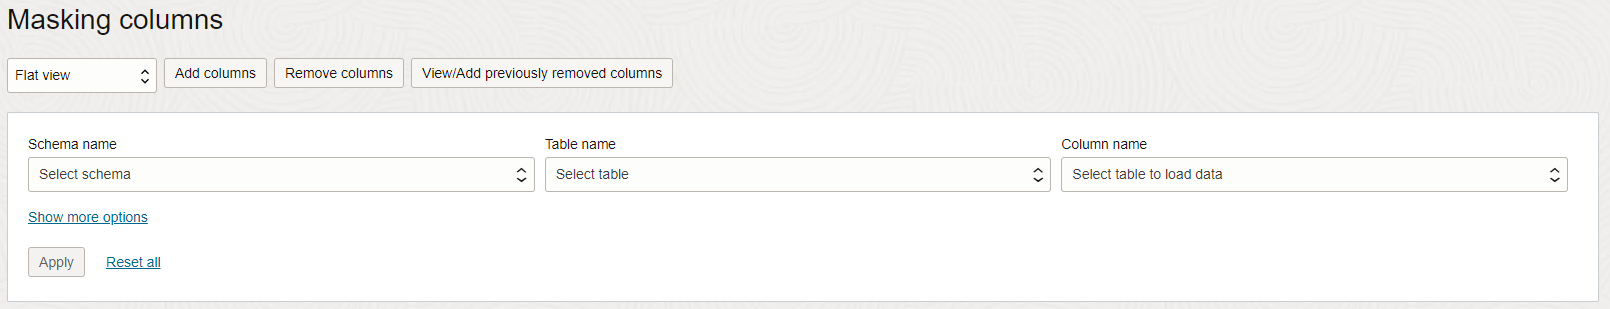 Masking columns
Flat view Add columns Remove columns View/Add previously removed columns
Schema name Table name Column name
Select schema Select table Select table to load data
Show more options
Apply Reset all